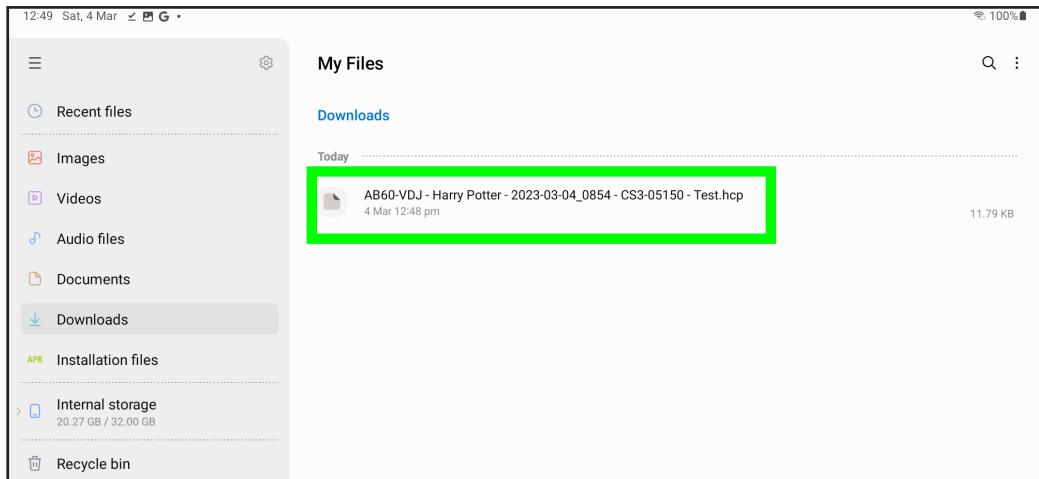 12:49 Sat, 4 Mar G • 100%
My Files
Recent files
Downloads
Images
Today
Videos
AB60-VDJ - Harry Potter - 2023-03-04_0854 - CS3-05150 - Test.hcp
4 Mar 12:48 pm
11.79 KB
Audio files
Documents
Downloads
APK Installation files
Internal storage
20.27 GB / 32.00 GB
Recycle bin